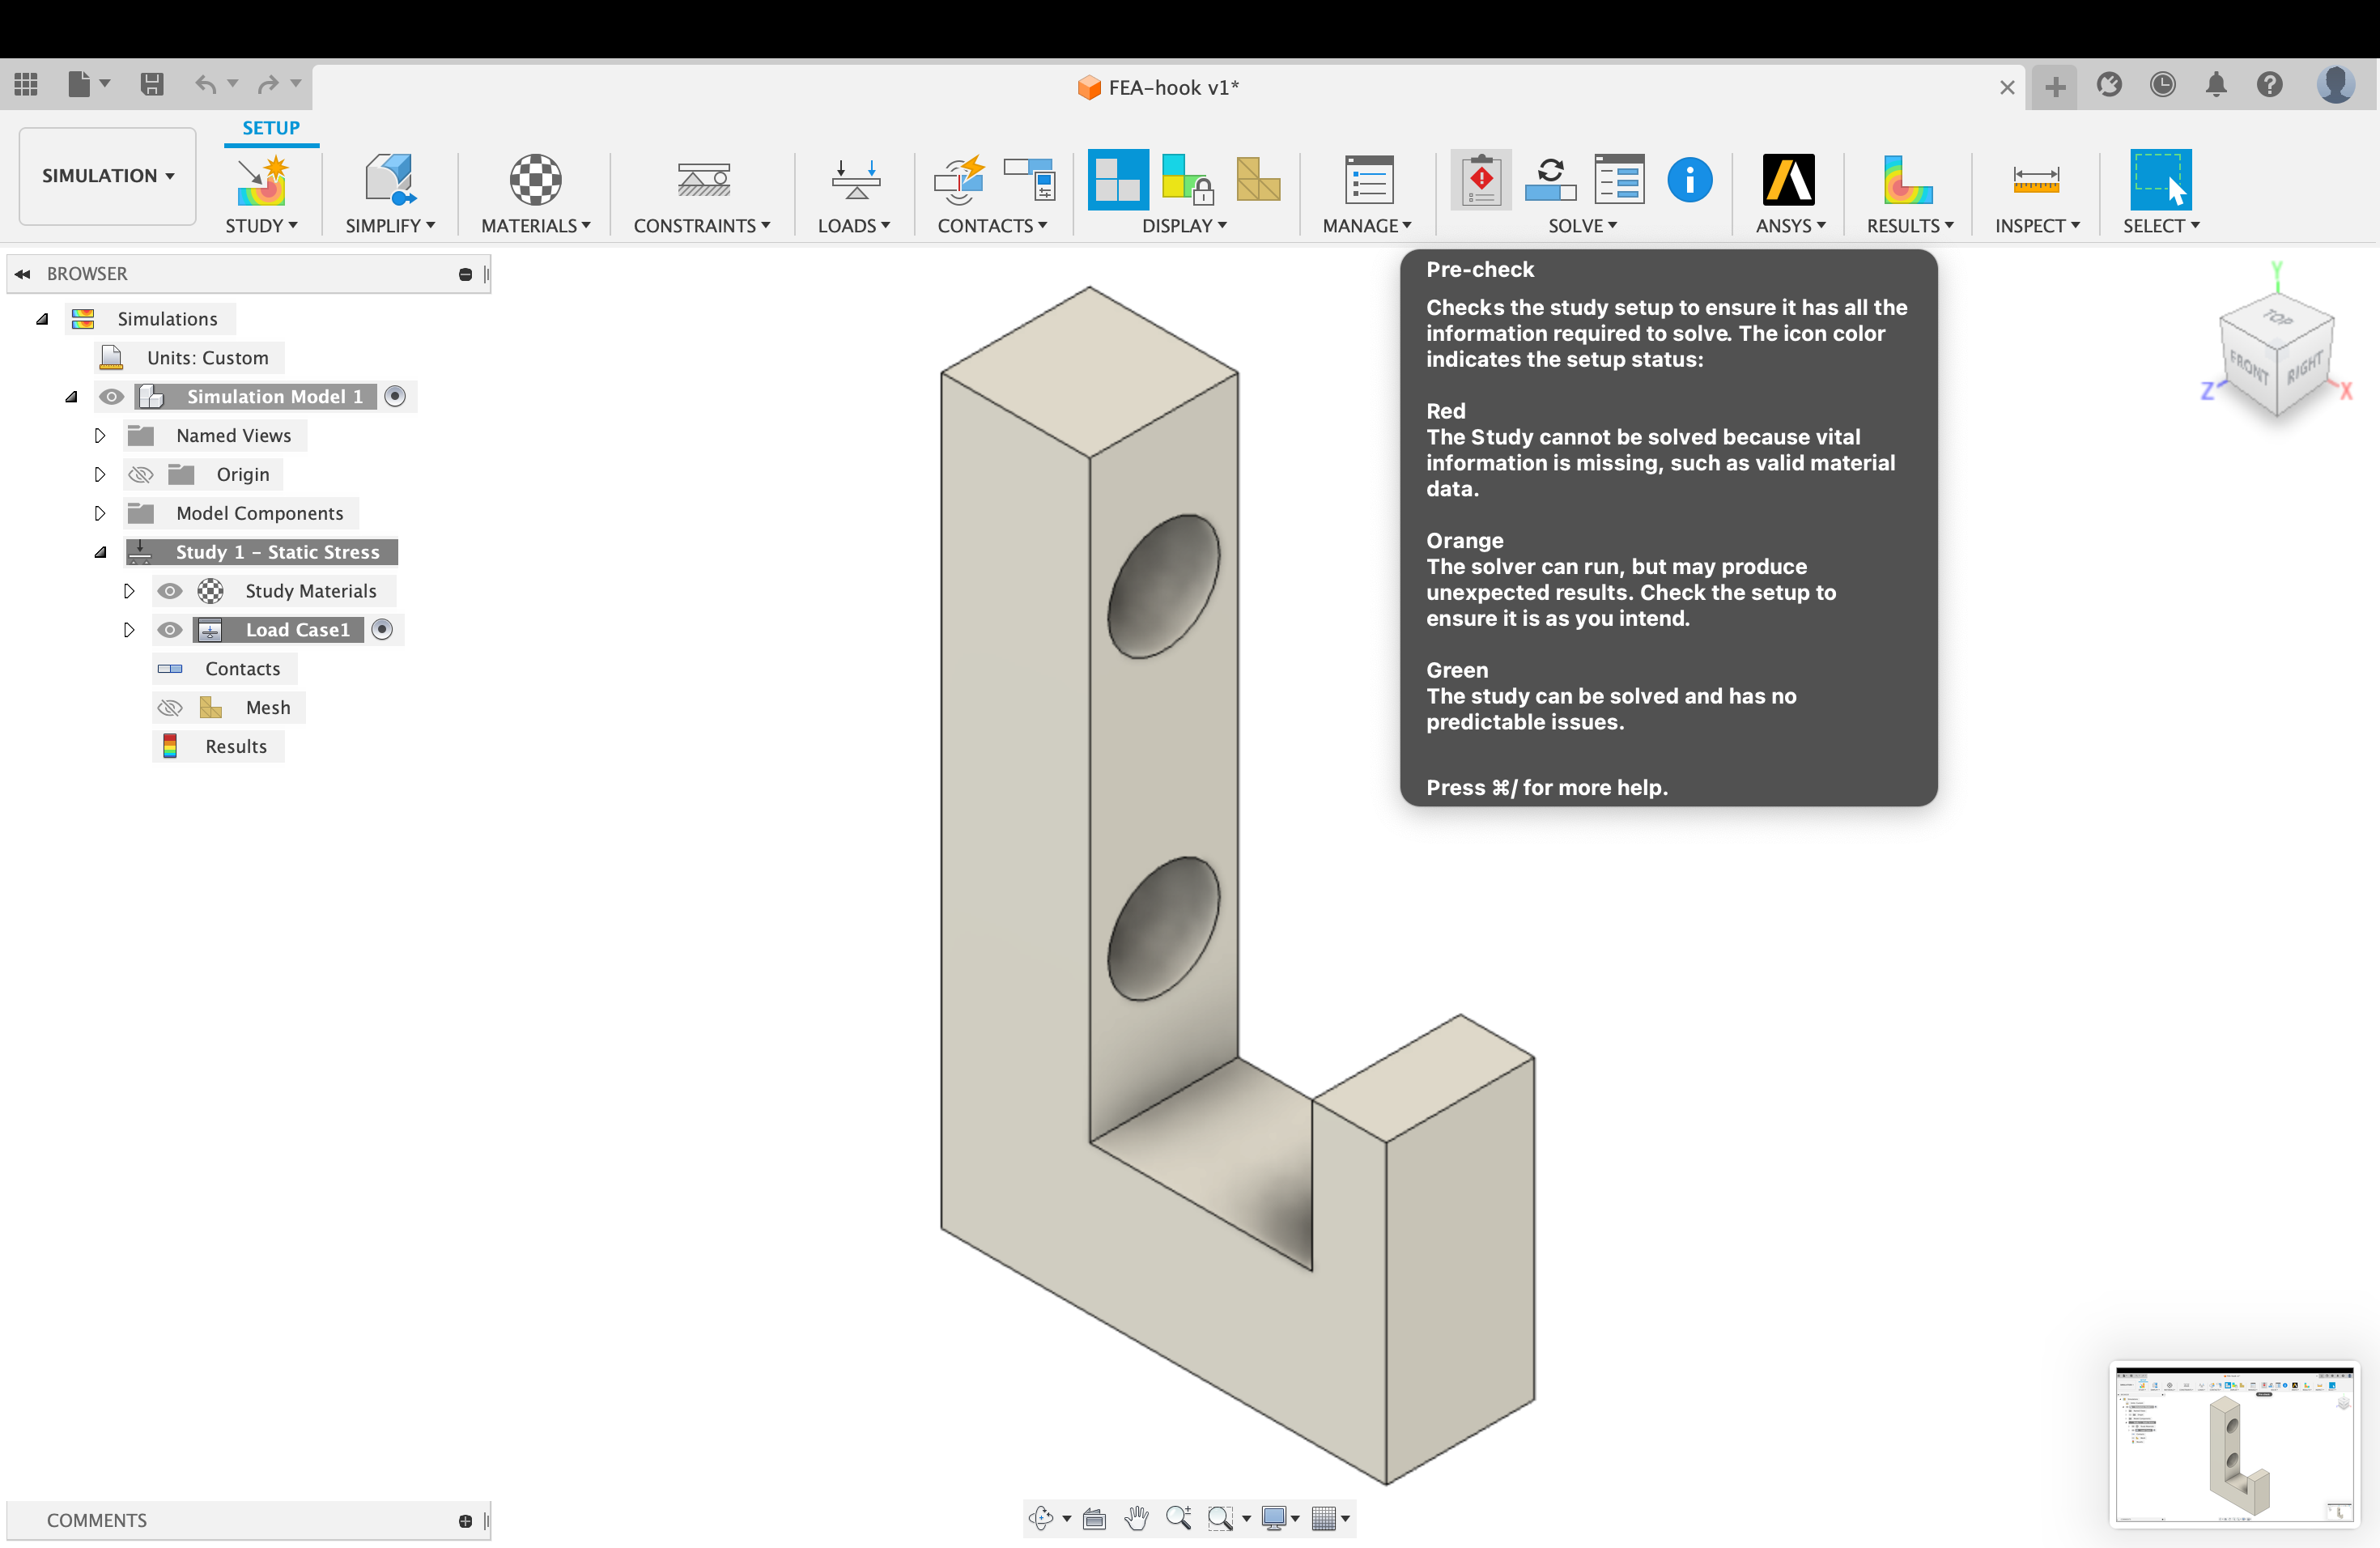 FEA-hook v1*
SETUP
SIMULATION
STUDY
SIMPLIFY
MATERIALS
CONSTRAINTS
LOADS
CONTACTS
DISPLAY
MANAGE
SOLVE
ANSYS
RESULTS
INSPECT
SELECT
BROWSER
Simulations
Units: Custom
Simulation Model 1
Named Views
Origin
Model Components
Study 1 - Static Stress
Study Materials
Load Case1
Contacts
Mesh
Results
Pre-check
Checks the study setup to ensure it has all the
information required to solve. The icon color
indicates the setup status:
Red
The Study cannot be solved because vital
information is missing, such as valid material
data.
Orange
The solver can run, but may produce
unexpected results. Check the setup to
ensure it is as you intend.
Green
The study can be solved and has no
predictable issues.
Press ⌘/ for more help.
Y
TOP
FRONT
RIGHT
Z
X
COMMENTS